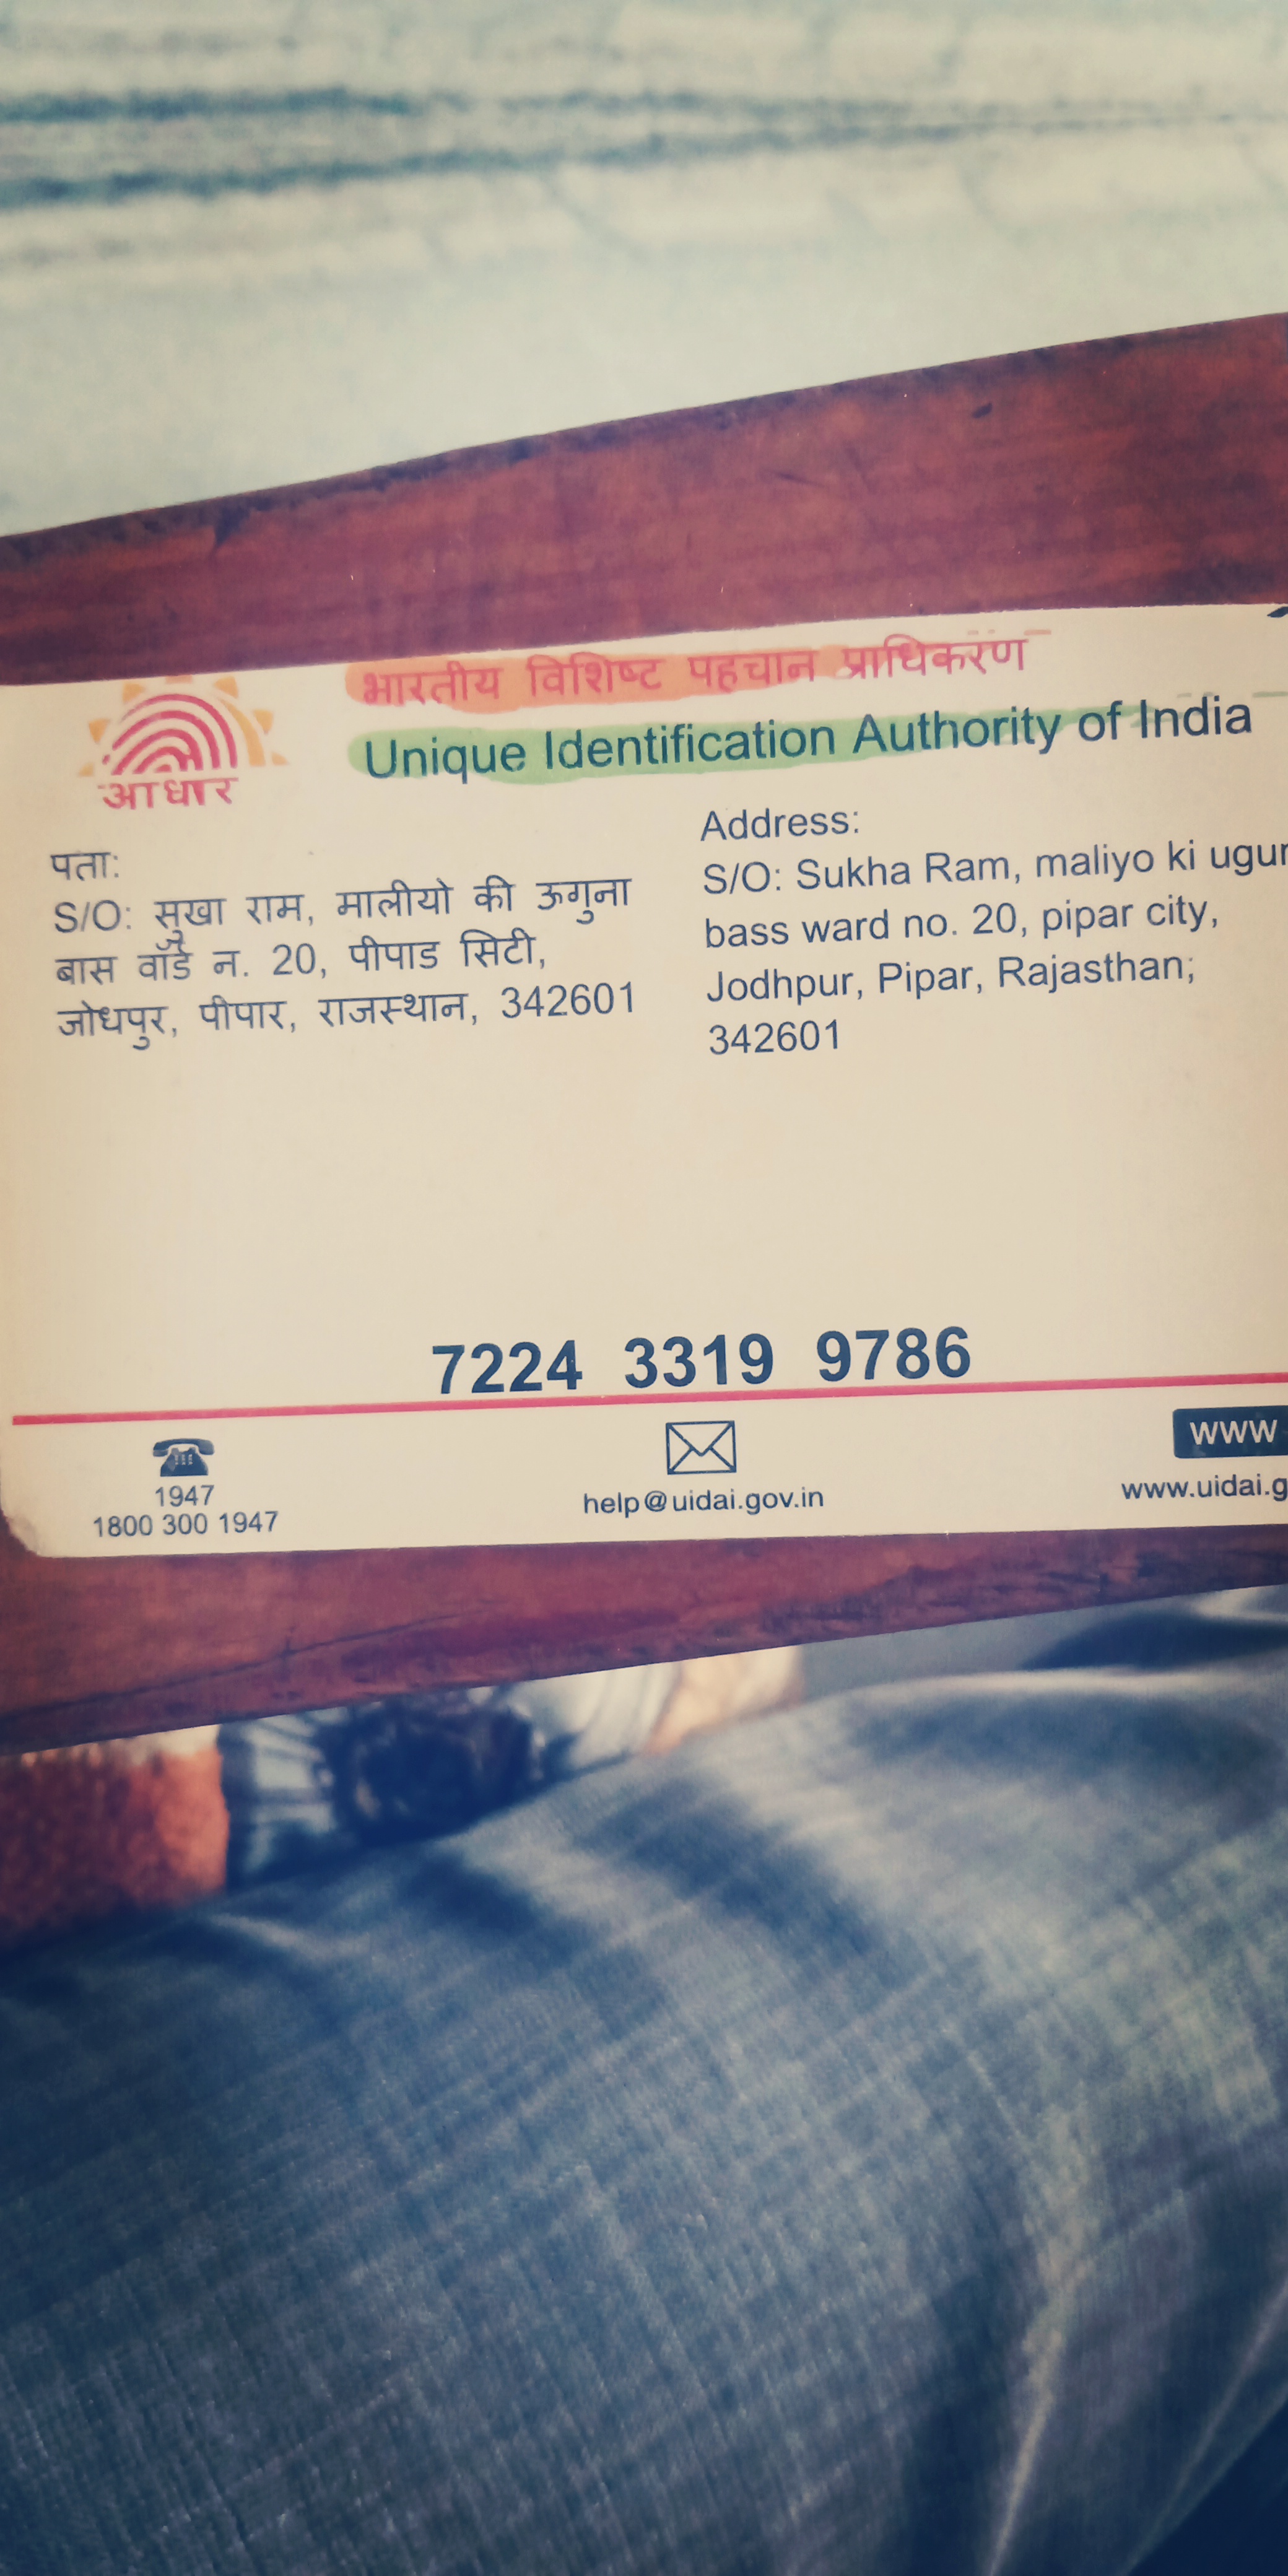 भारतीय विशिष्ट पहचान प्राधिकरण
Unique Identification Authority of India
आधार
पता:
S/O: सुखा राम, मालीयो की ऊगुना
बास वॉर्ड न. 20, पीपाड सिटी,
जोधपुर, पीपार, राजस्थान, 342601
Address:
S/O: Sukha Ram, maliyo ki
bass ward no. 20, pipar city,
Jodhpur, Pipar, Rajasthan;
342601
7224 3319 9786
1947
1800 300 1947
help@uidai.gov.in
WWW
www.uidai.g